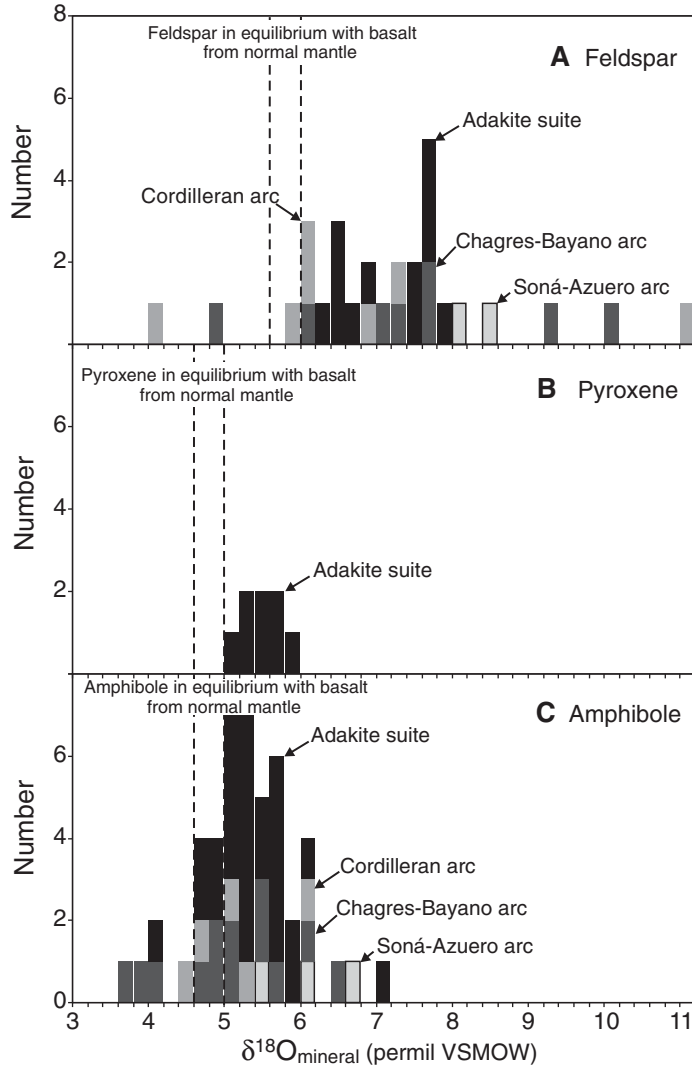 8
6
4
2
Number
Feldspar in equilibrium with basalt
from normal mantle
A Feldspar
Adakite suite
Cordilleran arc
Chagres-Bayano arc
Soná-Azuero arc
6
4
2
Number
Pyroxene in equilibrium with basalt
from normal mantle
B Pyroxene
Adakite suite
6
4
2
0
Number
Amphibole in equilibrium with basalt
from normal mantle
C Amphibole
Adakite suite
Cordilleran arc
Chagres-Bayano arc
Soná-Azuero arc
3 4 5 6 7 8 9 10 11
δ¹⁸Omineral (permil VSMOW)